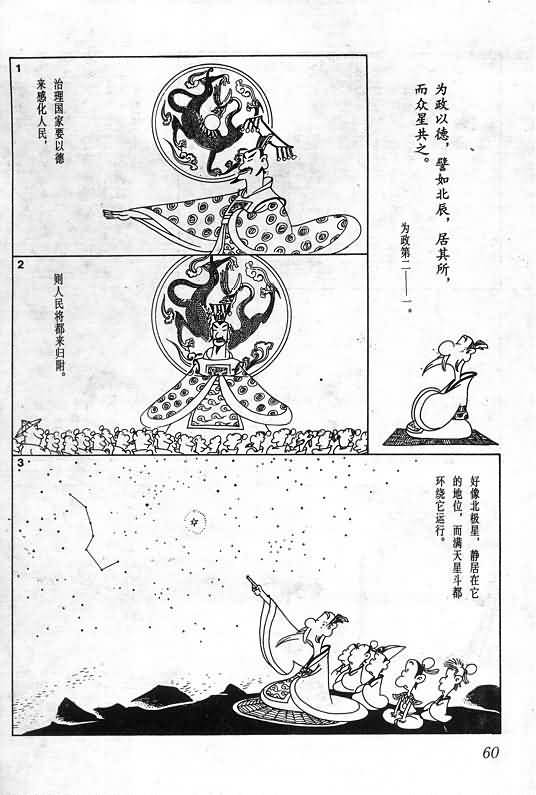 为政以德，譬如北辰，居其所，
而众星共之。
为政第二——一。
1
治理国家要以德
来感化人民，
2
则人民将都来归附。
3
好像北极星，静居在它
的地位，而满天星斗都
环绕它运行。
60